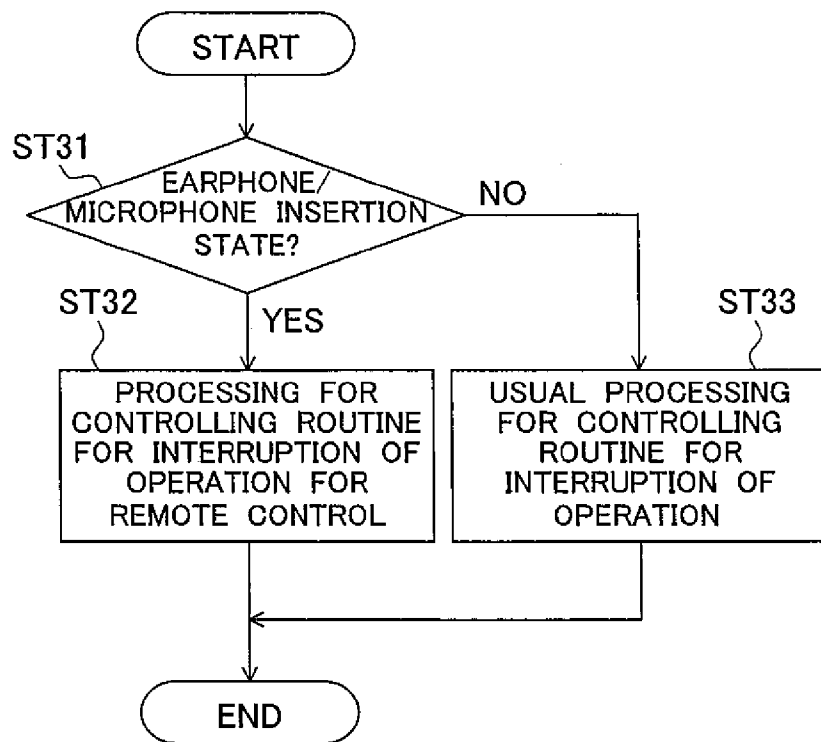 START
ST31
EARPHONE/
MICROPHONE INSERTION
STATE?
NO
ST32
YES
ST33
PROCESSING FOR
CONTROLLING ROUTINE
FOR INTERRUPTION OF
OPERATION FOR
REMOTE CONTROL
USUAL PROCESSING
FOR CONTROLLING
ROUTINE FOR
INTERRUPTION OF
OPERATION
END